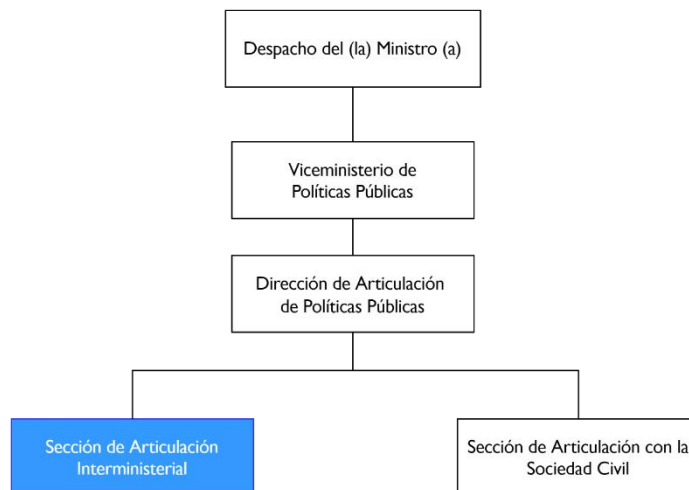 Despacho del (la) Ministro (a)
Viceministerio de
Políticas Públicas
Dirección de Articulación
de Políticas Públicas
Sección de Articulación
Interministerial
Sección de Articulación con la
Sociedad Civil